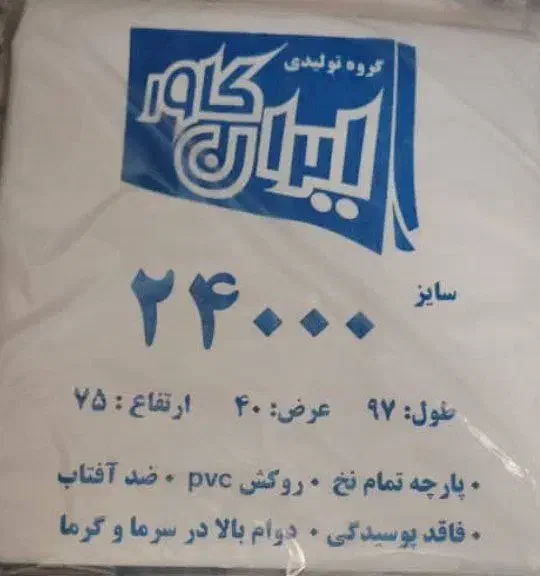 گروه تولیدی
ایران کاور
سایز
۲۴۰۰۰
طول: ۹۷ عرض: ۴۰ ارتفاع: ۷۵
• پارچه تمام نخ • روکش pvc • ضد آفتاب
• فاقد پوسیدگی • دوام بالا در سرما و گرما